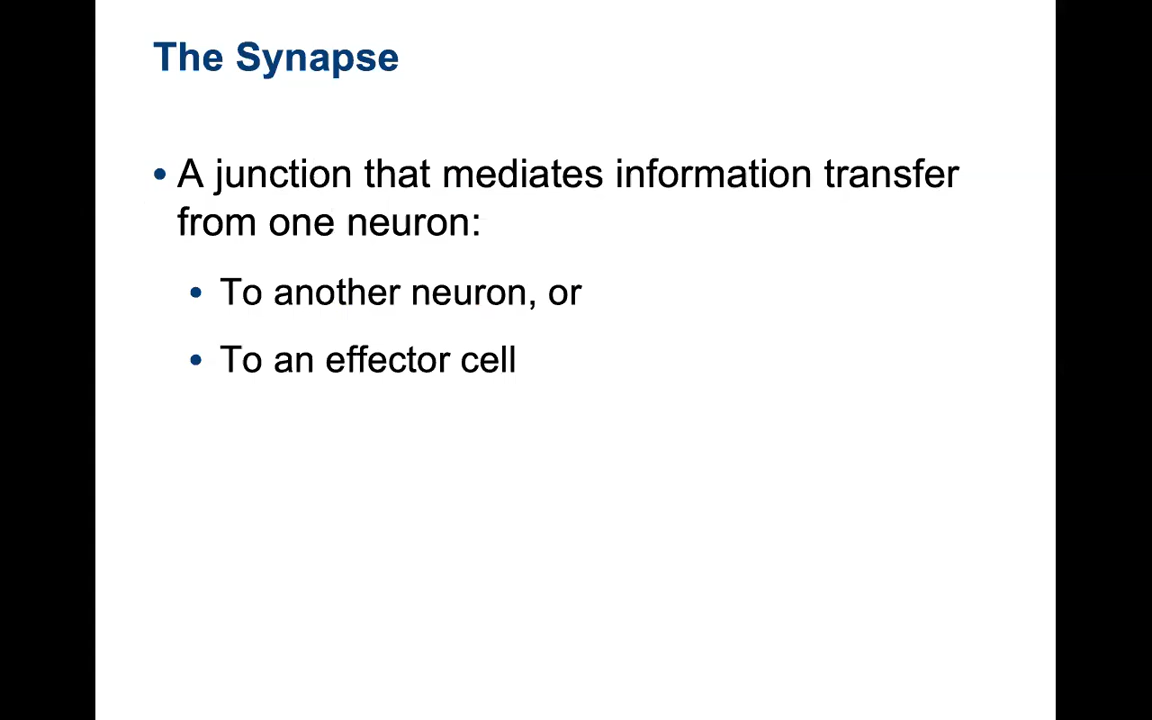 The Synapse
• A junction that mediates information transfer
from one neuron:
• To another neuron, or
• To an effector cell